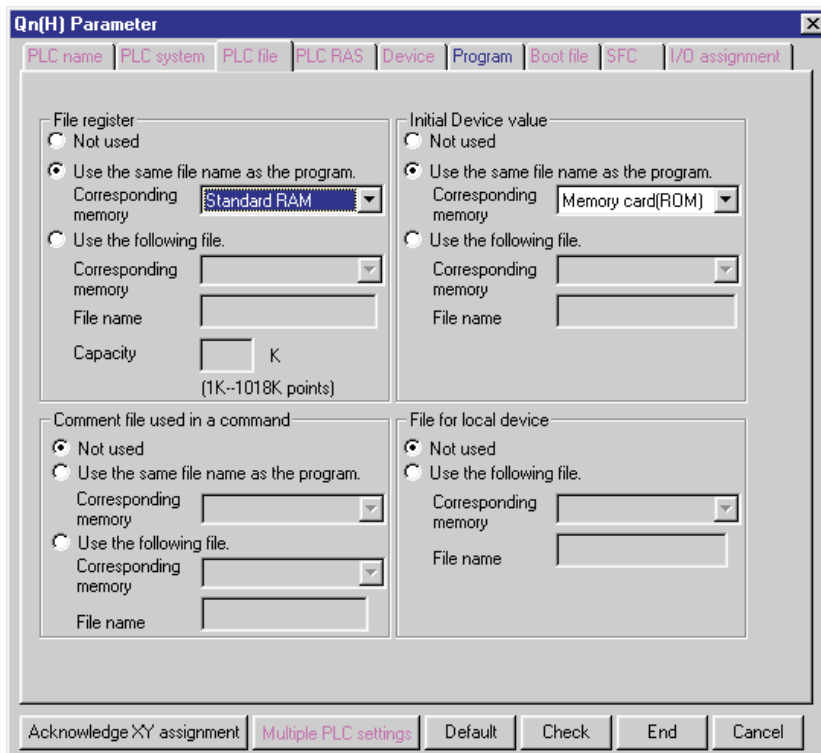 Qn(H) Parameter
PLC name PLC system PLC file PLC RAS Device Program Boot file SFC I/O assignment
File register
Not used
Use the same file name as the program.
Corresponding
memory
Standard RAM
Use the following file.
Corresponding
memory
File name
Capacity
K
(1K--1018K points)
Initial Device value
Not used
Use the same file name as the program.
Corresponding
memory
Memory card(ROM)
Use the following file.
Corresponding
memory
File name
Comment file used in a command
Not used
Use the same file name as the program.
Corresponding
memory
Use the following file.
Corresponding
memory
File name
File for local device
Not used
Use the following file.
Corresponding
memory
File name
Acknowledge XY assignment Multiple PLC settings Default Check End Cancel